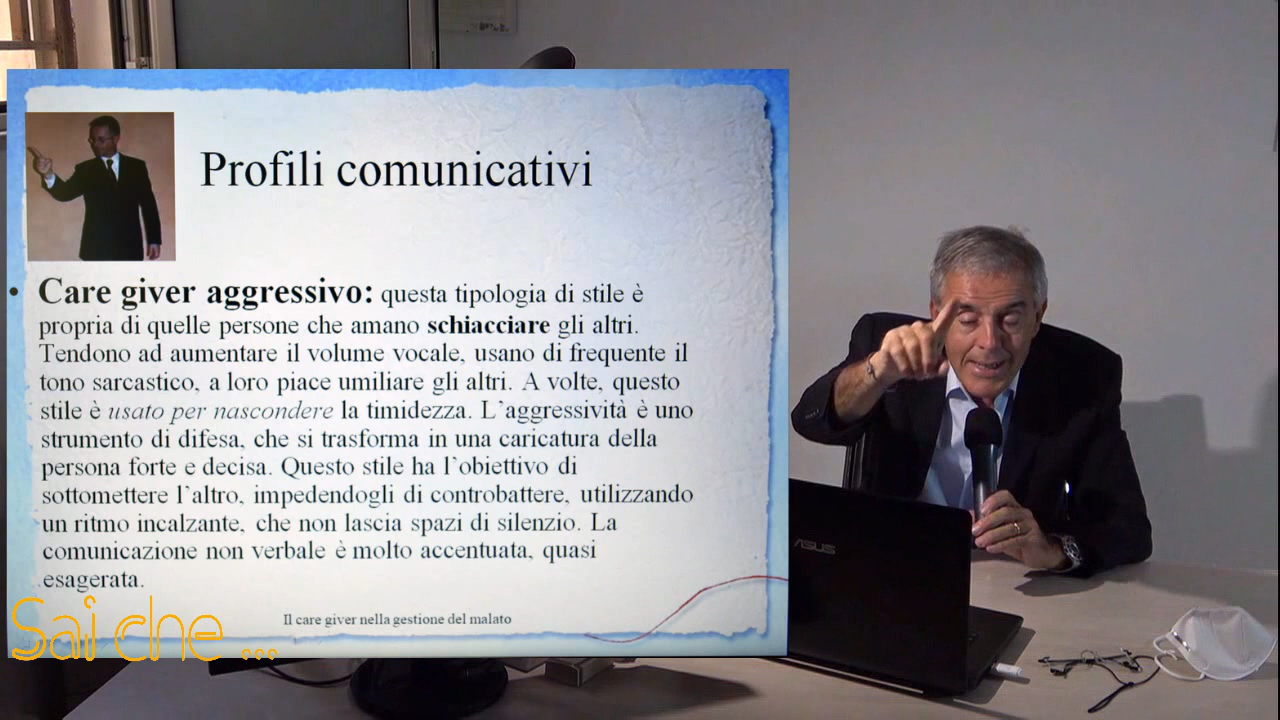 Profili comunicativi
• Care giver aggressivo: questa tipologia di stile è
propria di quelle persone che amano schiacciare gli altri.
Tendono ad aumentare il volume vocale, usano di frequente il
tono sarcastico, a loro piace umiliare gli altri. A volte, questo
stile è usato per nascondere la timidezza. L'aggressività è uno
strumento di difesa, che si trasforma in una caricatura della
persona forte e decisa. Questo stile ha l'obiettivo di
sottomettere l'altro, impedendogli di controbattere, utilizzando
un ritmo incalzante, che non lascia spazi di silenzio. La
comunicazione non verbale è molto accentuata, quasi
esagerata.
Il care giver nella gestione del malato
Sai che ...
ASUS